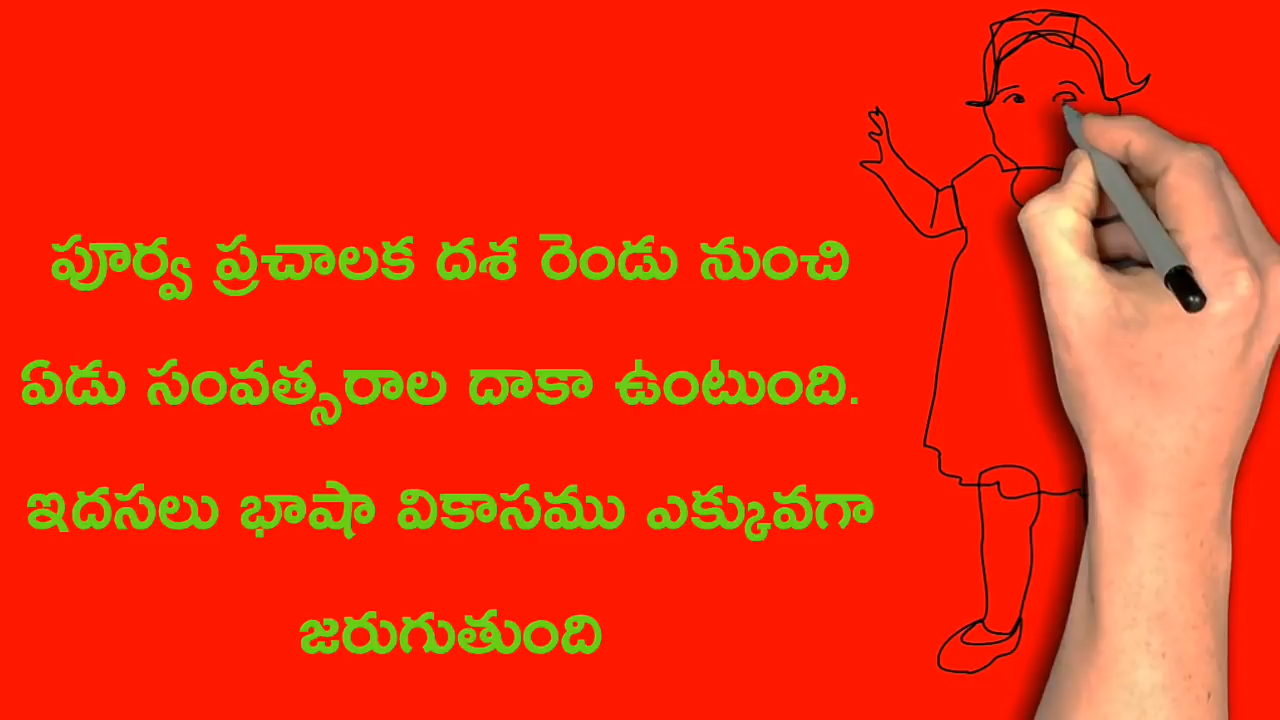 పూర్వ ప్రచాలక దశ రెండు నుంచి
ఏడు సంవత్సరాల దాకా ఉంటుంది.
ఇదసలు భాషా వికాసము ఎక్కువగా
జరుగుతుంది